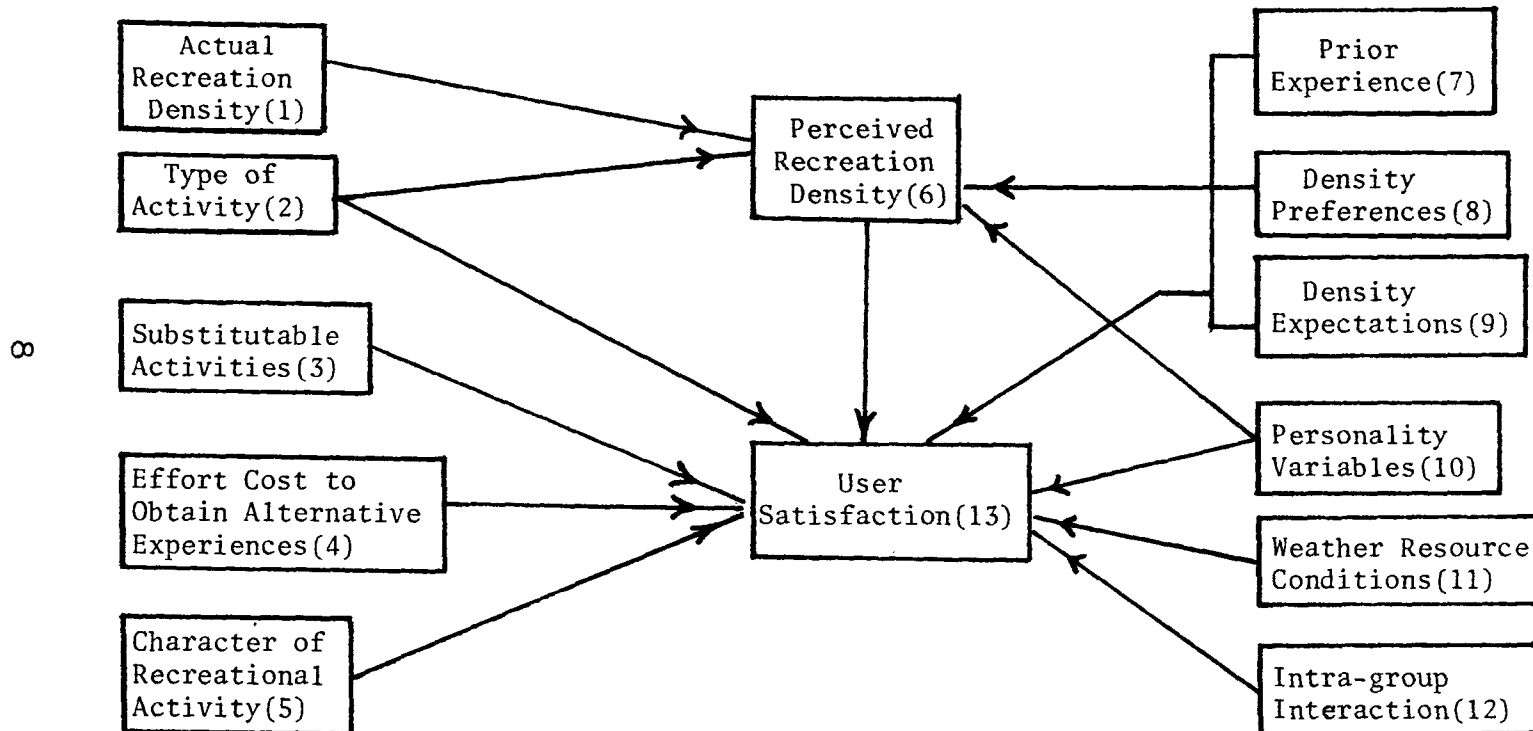 Actual
Recreation
Density(1)
Type of
Activity(2)
Substitutable
Activities(3)
Effort Cost to
Obtain Alternative
Experiences(4)
Character of
Recreational
Activity(5)
Perceived
Recreation
Density(6)
User
Satisfaction(13)
Prior
Experience(7)
Density
Preferences(8)
Density
Expectations(9)
Personality
Variables(10)
Weather Resource
Conditions(11)
Intra-group
Interaction(12)
8